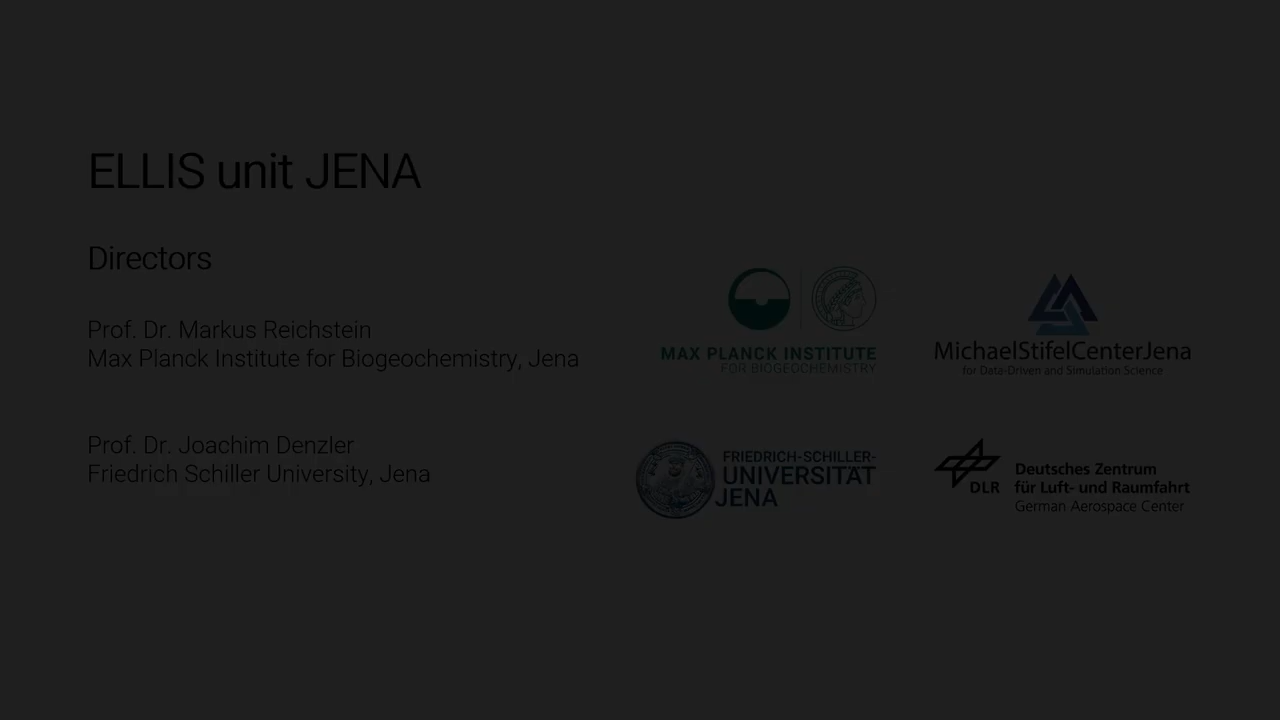 ELLIS unit JENA
Directors
Prof. Dr. Markus Reichstein
Max Planck Institute for Biogeochemistry, Jena
Prof. Dr. Joachim Denzler
Friedrich Schiller University, Jena
MAX PLANCK INSTITUTE
FOR BIOGEOCHEMISTRY
MichaelStifelCenterJena
for Data-Driven and Simulation Science
FRIEDRICH-SCHILLER-
UNIVERSITÄT
JENA
DLR
Deutsches Zentrum
für Luft- und Raumfahrt
German Aerospace Center